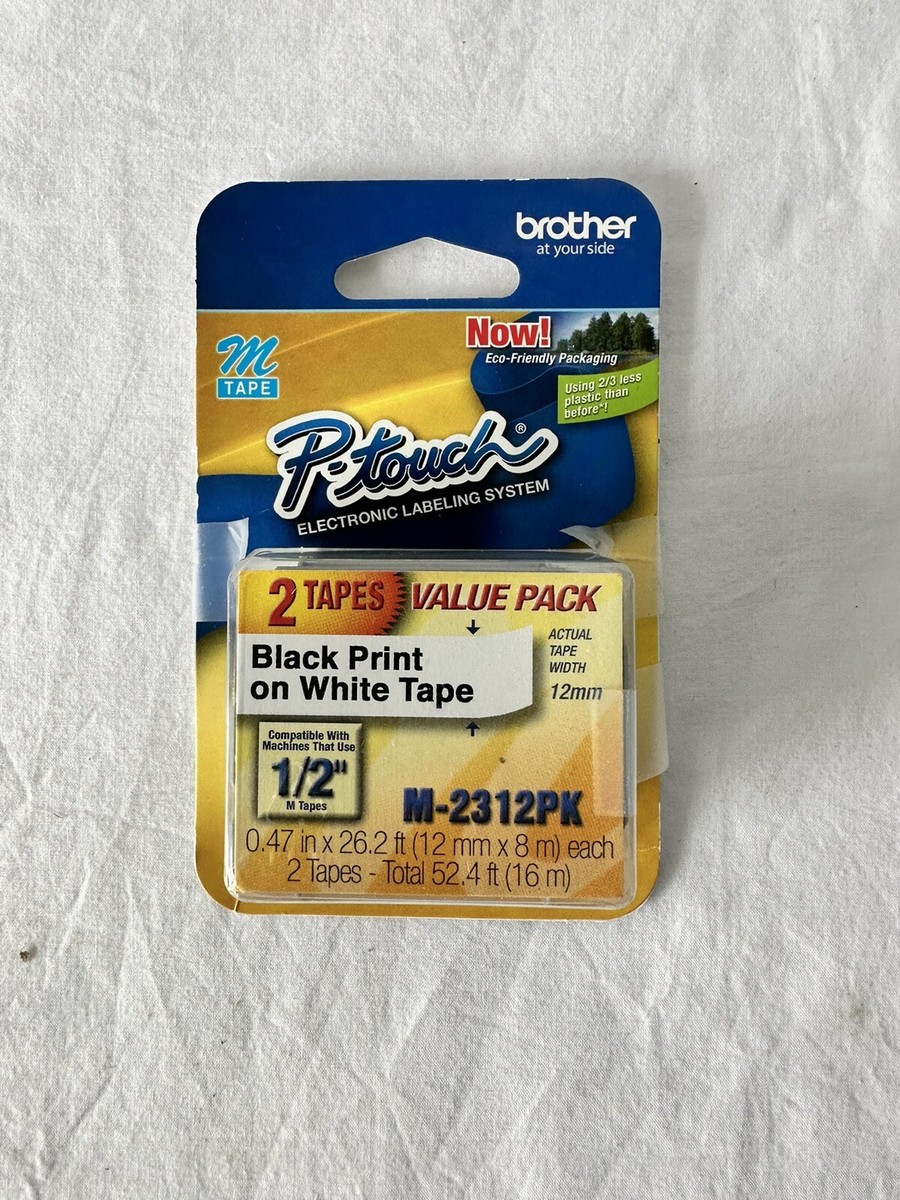 brother
at your side
Now!
Eco-Friendly Packaging
Using 2/3 less
plastic than
before*!
M
TAPE
P-touch®
ELECTRONIC LABELING SYSTEM
2 TAPES VALUE PACK
Black Print
on White Tape
ACTUAL
TAPE
WIDTH
12mm
Compatible With
Machines That Use
1/2"
M Tapes
M-2312PK
0.47 in x 26.2 ft (12 mm x 8 m) each
2 Tapes - Total 52.4 ft (16 m)